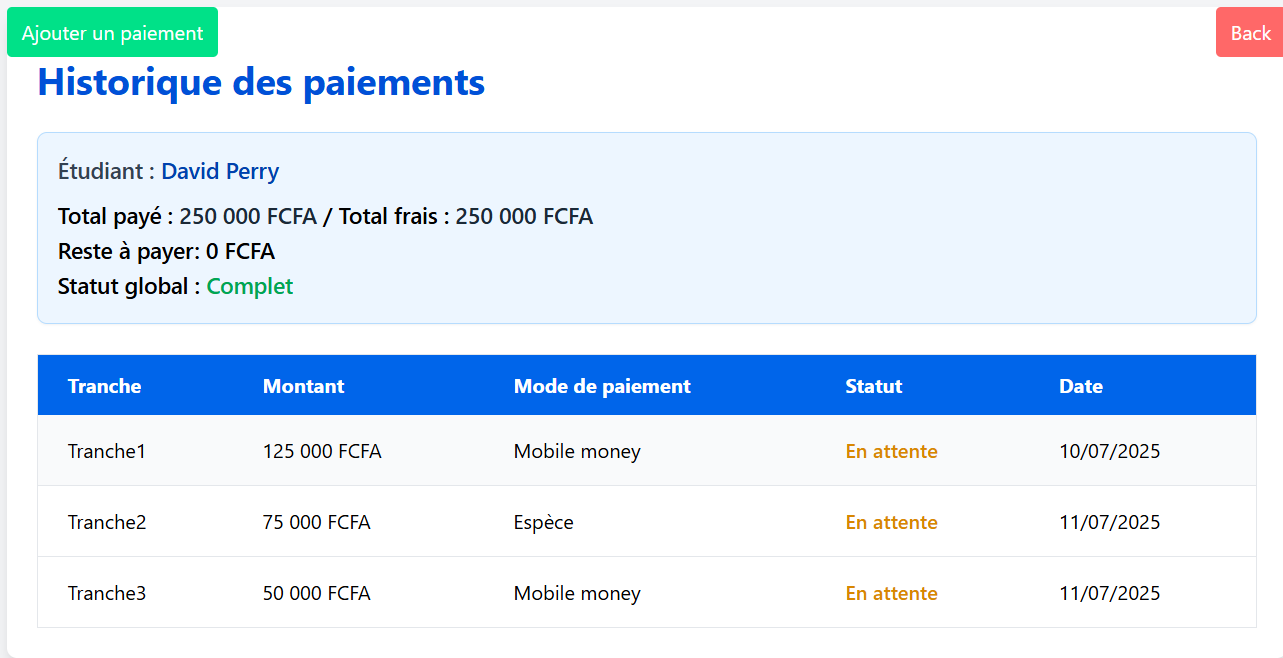 Ajouter un paiement
Back
Historique des paiements
Étudiant : David Perry
Total payé : 250 000 FCFA / Total frais : 250 000 FCFA
Reste à payer: 0 FCFA
Statut global : Complet
Tranche Montant Mode de paiement Statut Date
Tranche1 125 000 FCFA Mobile money En attente 10/07/2025
Tranche2 75 000 FCFA Espèce En attente 11/07/2025
Tranche3 50 000 FCFA Mobile money En attente 11/07/2025